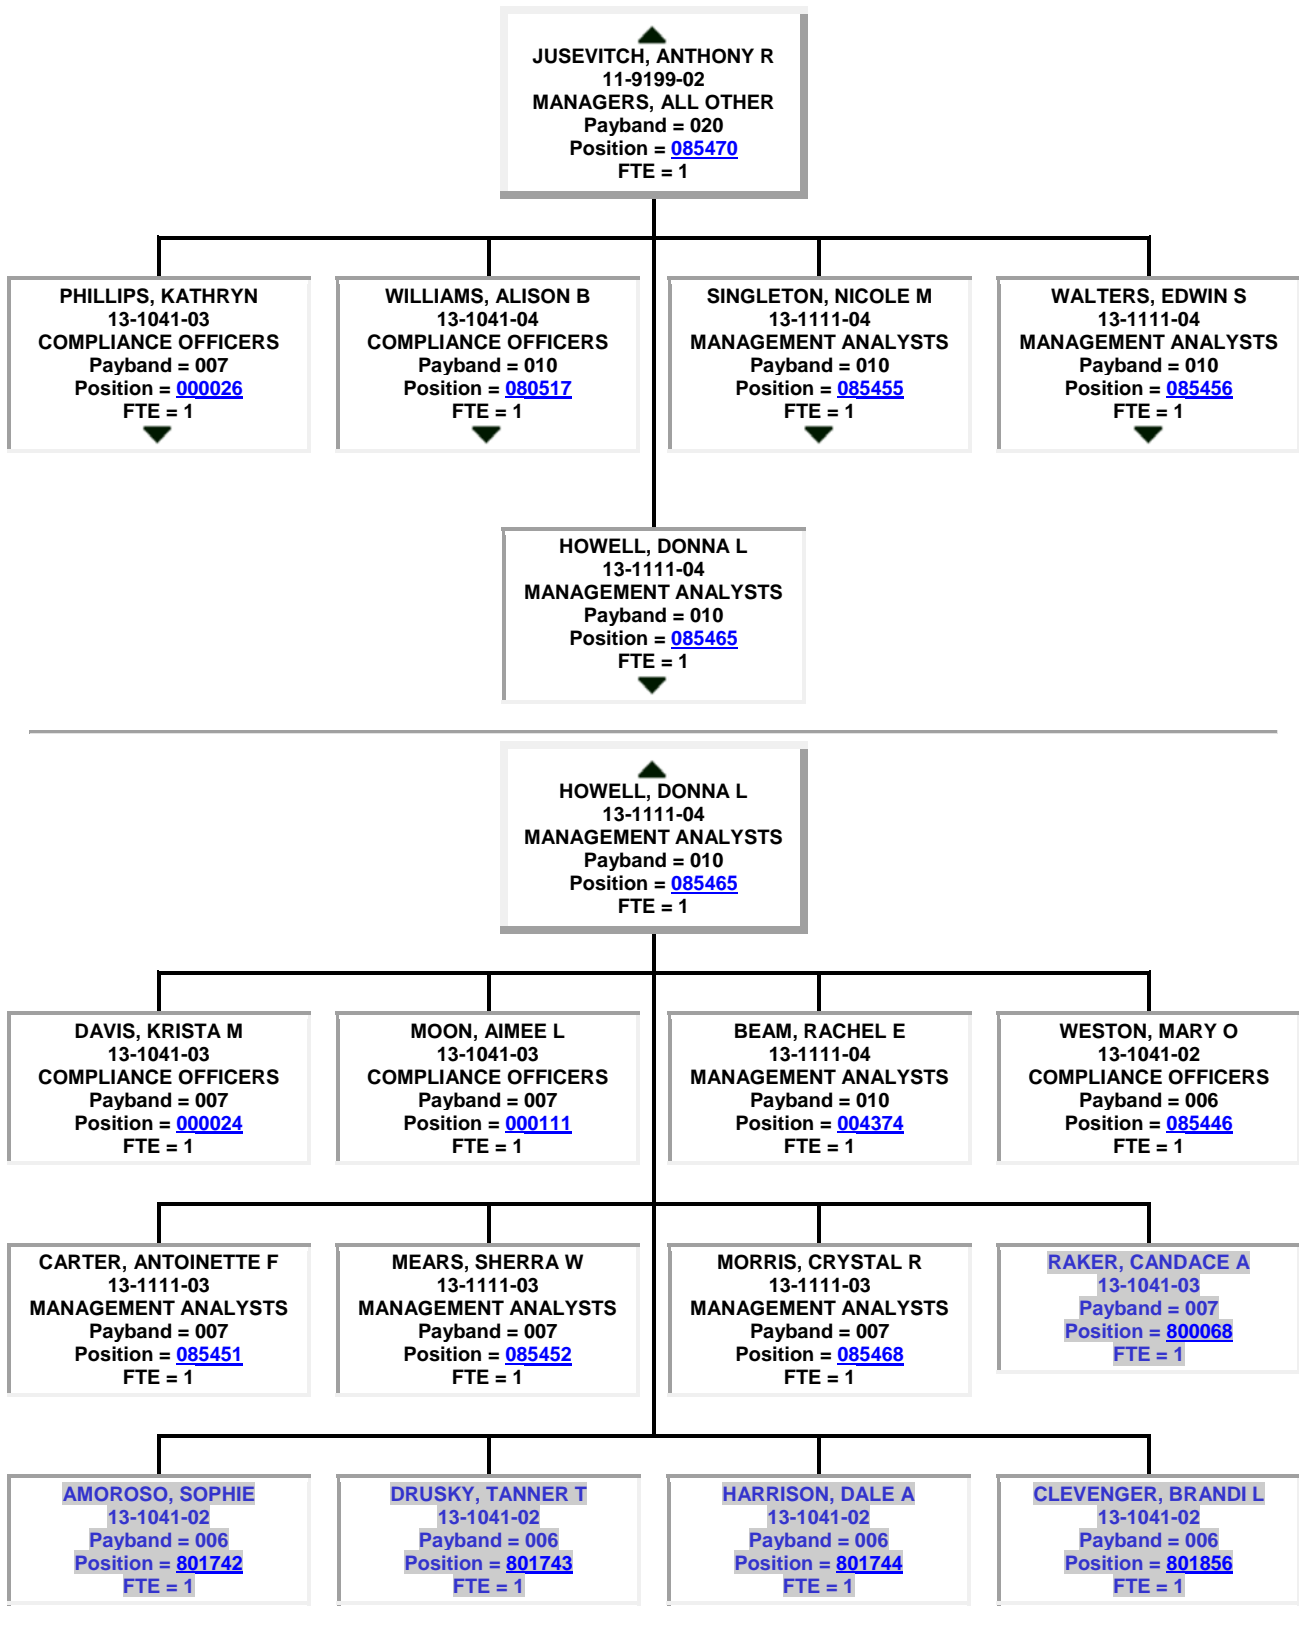 JUSEVITCH, ANTHONY R
11-9199-02
MANAGERS, ALL OTHER
Payband = 020
Position = 085470
FTE = 1
PHILLIPS, KATHRYN
13-1041-03
COMPLIANCE OFFICERS
Payband = 007
Position = 000026
FTE = 1
WILLIAMS, ALISON B
13-1041-04
COMPLIANCE OFFICERS
Payband = 010
Position = 080517
FTE = 1
SINGLETON, NICOLE M
13-1111-04
MANAGEMENT ANALYSTS
Payband = 010
Position = 085455
FTE = 1
WALTERS, EDWIN S
13-1111-04
MANAGEMENT ANALYSTS
Payband = 010
Position = 085456
FTE = 1
HOWELL, DONNA L
13-1111-04
MANAGEMENT ANALYSTS
Payband = 010
Position = 085465
FTE = 1
HOWELL, DONNA L
13-1111-04
MANAGEMENT ANALYSTS
Payband = 010
Position = 085465
FTE = 1
DAVIS, KRISTA M
13-1041-03
COMPLIANCE OFFICERS
Payband = 007
Position = 000024
FTE = 1
MOON, AIMEE L
13-1041-03
COMPLIANCE OFFICERS
Payband = 007
Position = 000111
FTE = 1
BEAM, RACHEL E
13-1111-04
MANAGEMENT ANALYSTS
Payband = 010
Position = 004374
FTE = 1
WESTON, MARY O
13-1041-02
COMPLIANCE OFFICERS
Payband = 006
Position = 085446
FTE = 1
CARTER, ANTOINETTE F
13-1111-03
MANAGEMENT ANALYSTS
Payband = 007
Position = 085451
FTE = 1
MEARS, SHERRA W
13-1111-03
MANAGEMENT ANALYSTS
Payband = 007
Position = 085452
FTE = 1
MORRIS, CRYSTAL R
13-1111-03
MANAGEMENT ANALYSTS
Payband = 007
Position = 085468
FTE = 1
RAKER, CANDACE A
13-1041-03
Payband = 007
Position = 800068
FTE = 1
AMOROSO, SOPHIE
13-1041-02
Payband = 006
Position = 801742
FTE = 1
DRUSKY, TANNER T
13-1041-02
Payband = 006
Position = 801743
FTE = 1
HARRISON, DALE A
13-1041-02
Payband = 006
Position = 801744
FTE = 1
CLEVENGER, BRANDI L
13-1041-02
Payband = 006
Position = 801856
FTE = 1